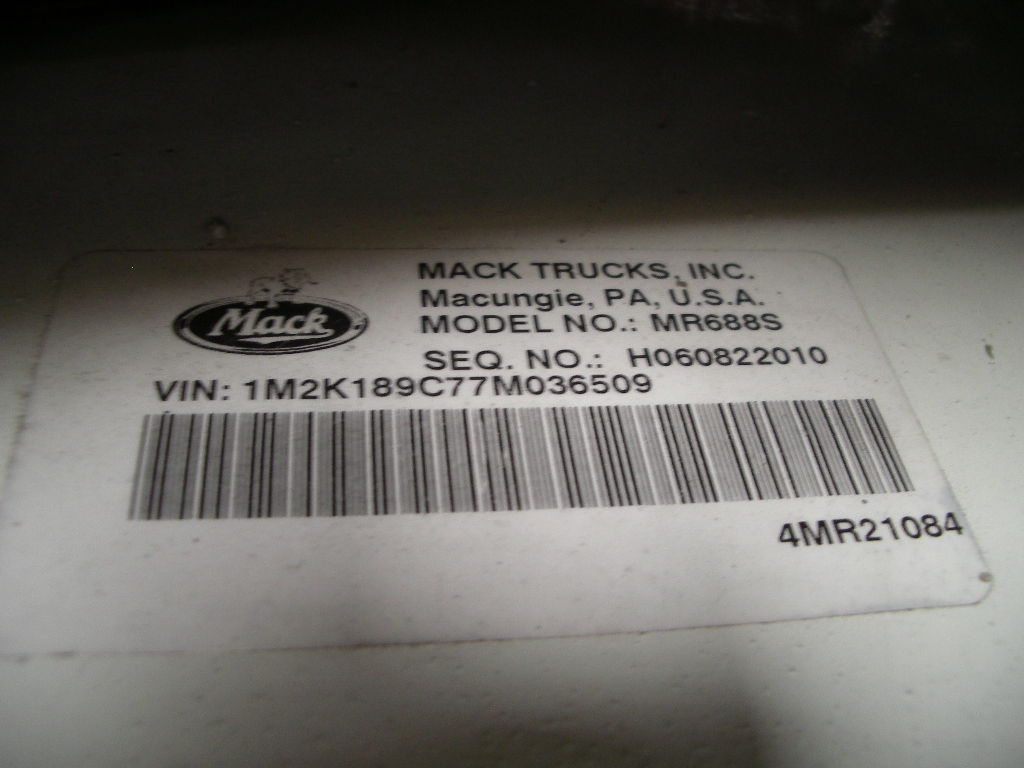 Mack
MACK TRUCKS, INC.
Macungie, PA, U.S.A.
MODEL NO.: MR688S
SEQ. NO.: H060822010
VIN: 1M2K189C77M036509
4MR21084